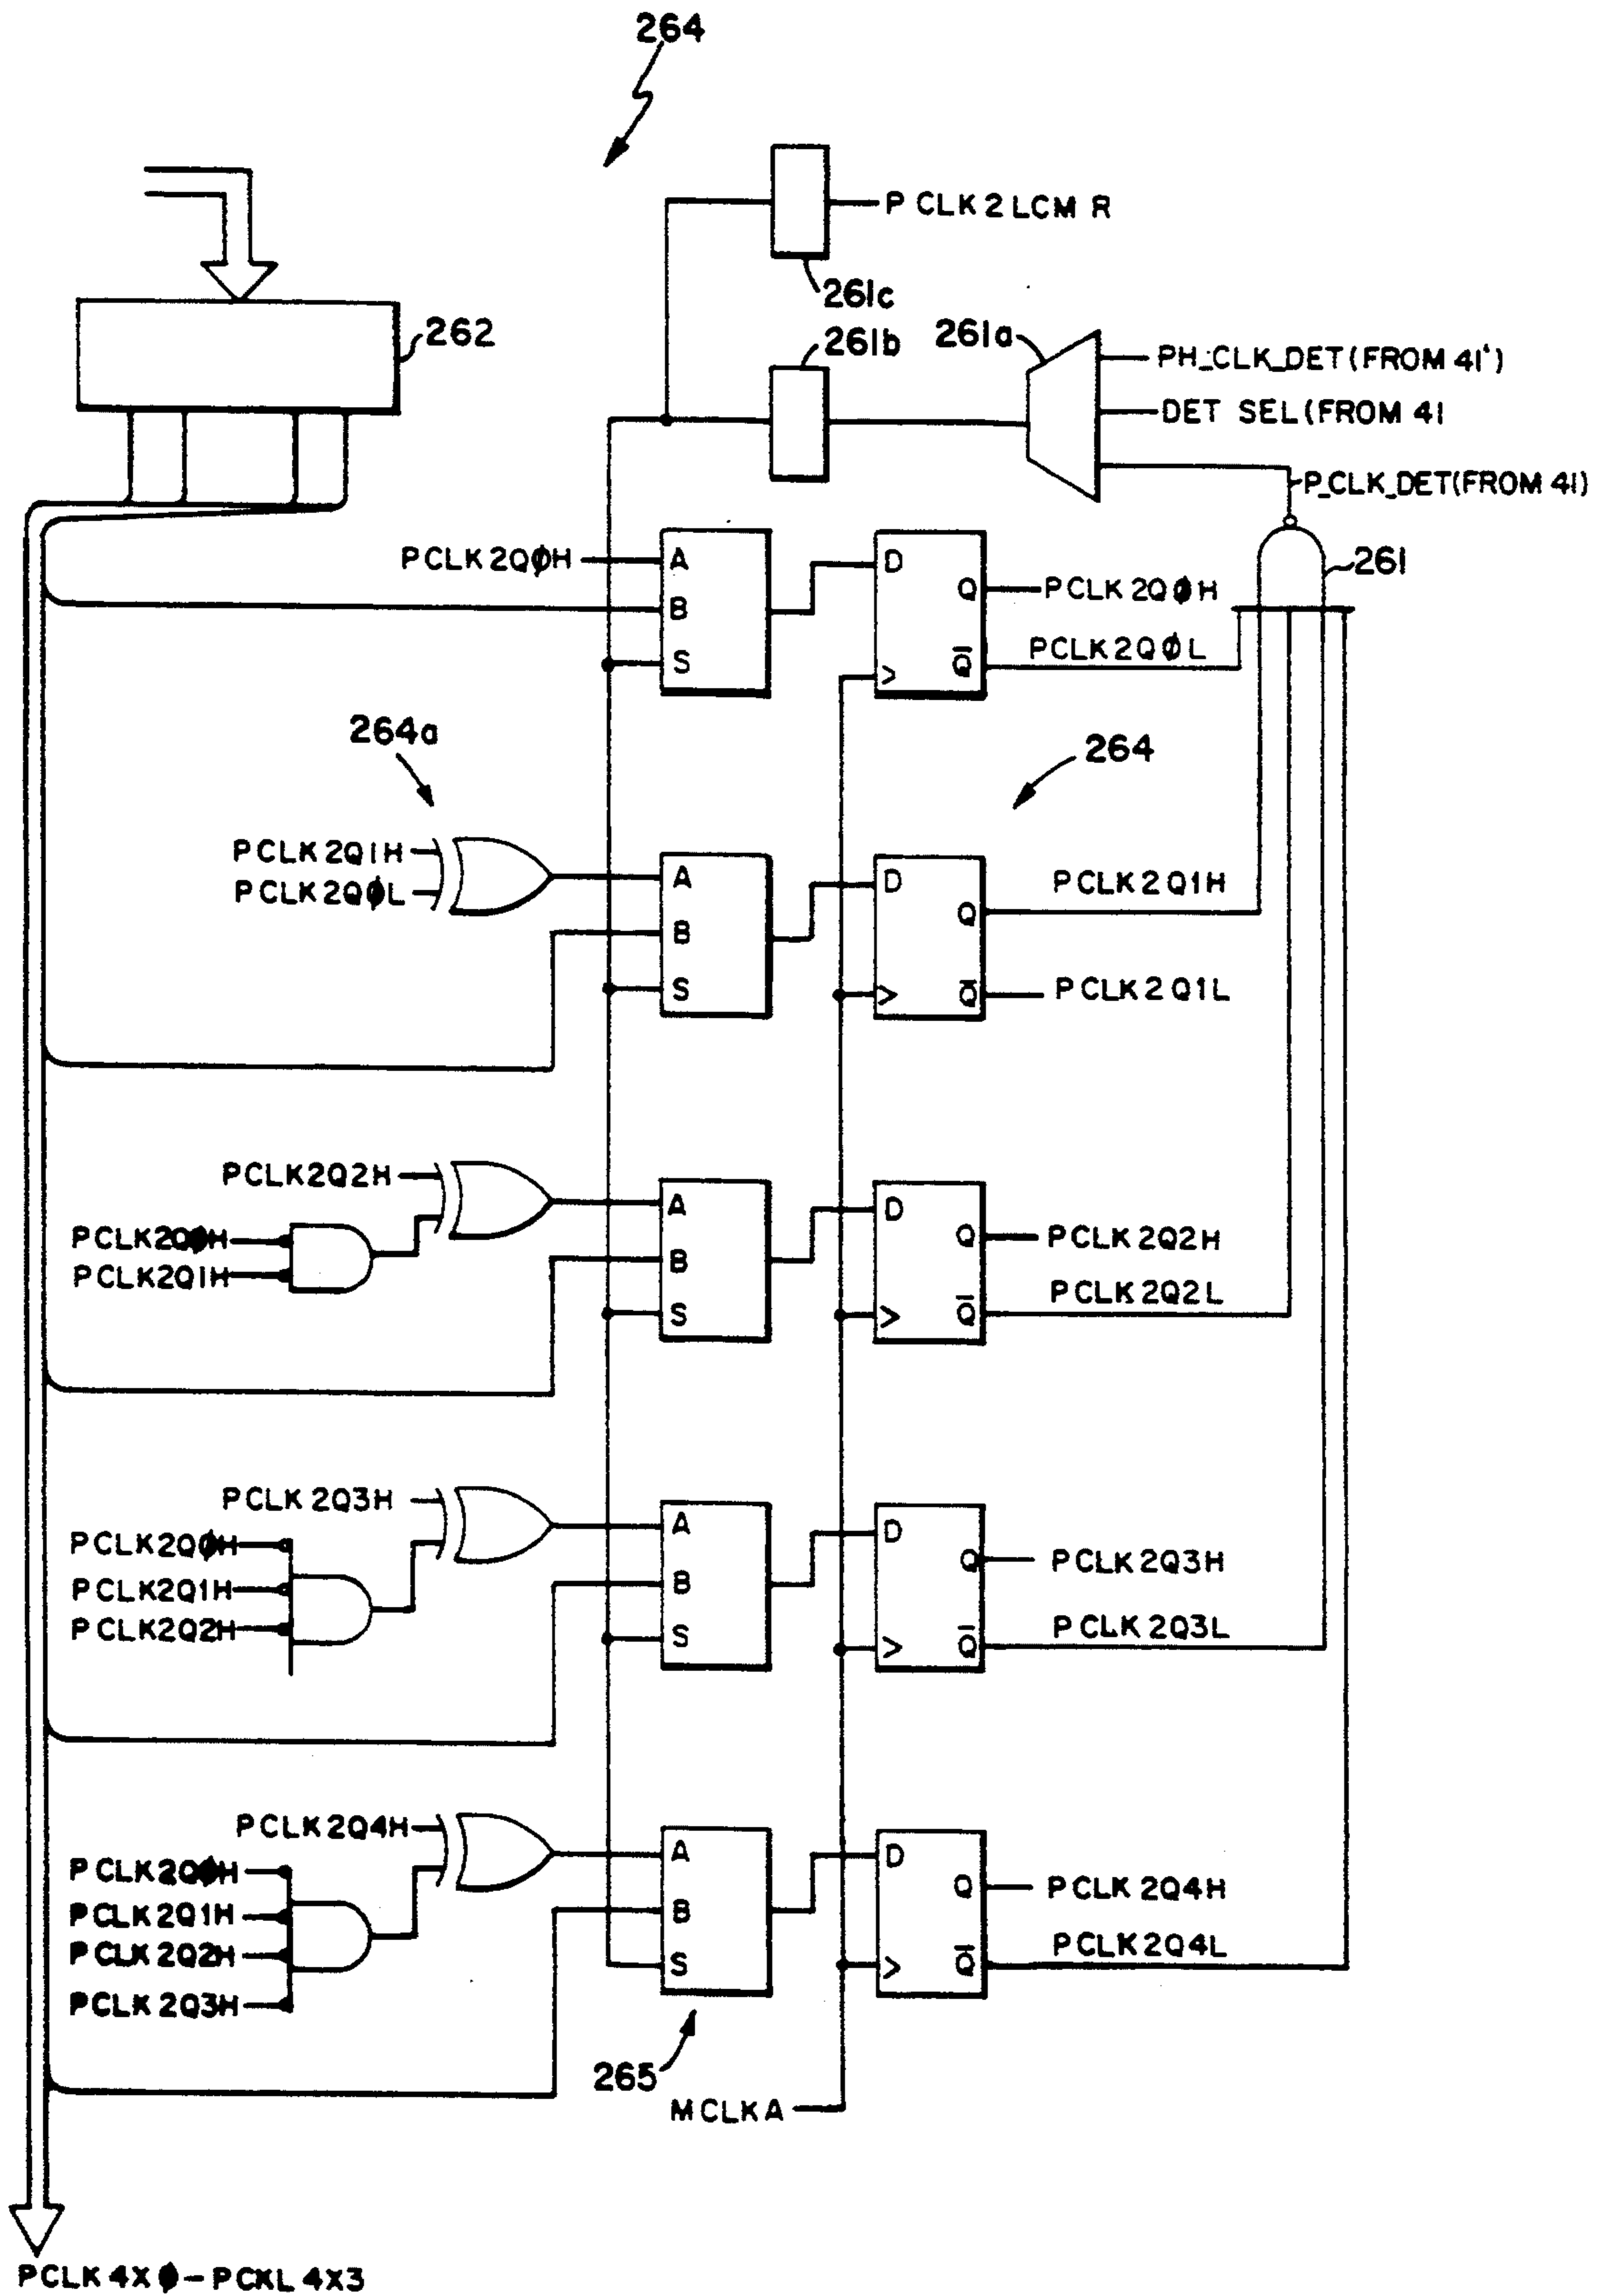 264
P CLK 2 LCM R
261c
262
261b
261a
PH_CLK_DET (FROM 41')
DET SEL (FROM 41
P_CLK_DET (FROM 41)
261
PCLK2QØH
A
B
S
D
Q
Q̅
>
PCLK2QØH
PCLK2QØL
264a
264
PCLK2Q1H
PCLK2QØL
A
B
S
D
Q
Q̅
>
PCLK2Q1H
PCLK2Q1L
PCLK2Q2H
PCLK2QØH
PCLK2Q1H
A
B
S
D
Q
Q̅
>
PCLK2Q2H
PCLK2Q2L
PCLK2Q3H
PCLK2QØH
PCLK2Q1H
PCLK2Q2H
A
B
S
D
Q
Q̅
>
PCLK2Q3H
PCLK2Q3L
PCLK2Q4H
PCLK2QØH
PCLK2Q1H
PCLK2Q2H
PCLK2Q3H
A
B
S
D
Q
Q̅
>
PCLK2Q4H
PCLK2Q4L
265
MCLKA
PCLK4XØ-PCKL4X3